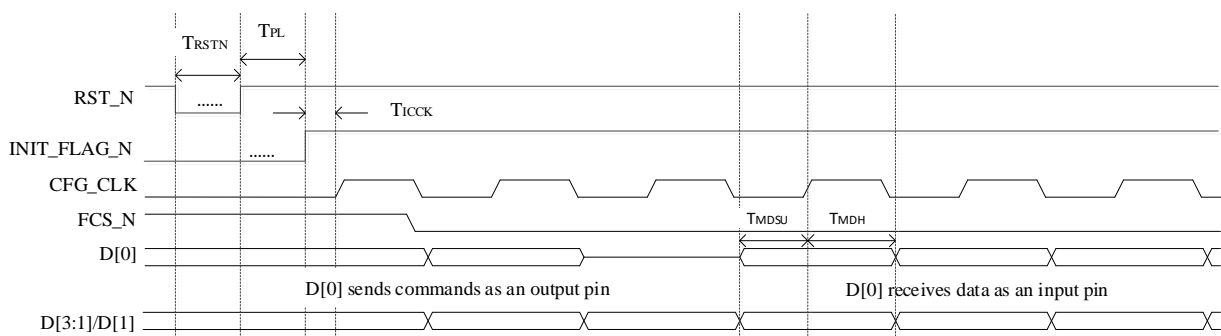 TRSTN
TPL
RST_N
......
TICCK
INIT_FLAG_N
......
CFG_CLK
FCS_N
TMDSU
TMDH
D[0]
D[0] sends commands as an output pin
D[0] receives data as an input pin
D[3:1]/D[1]